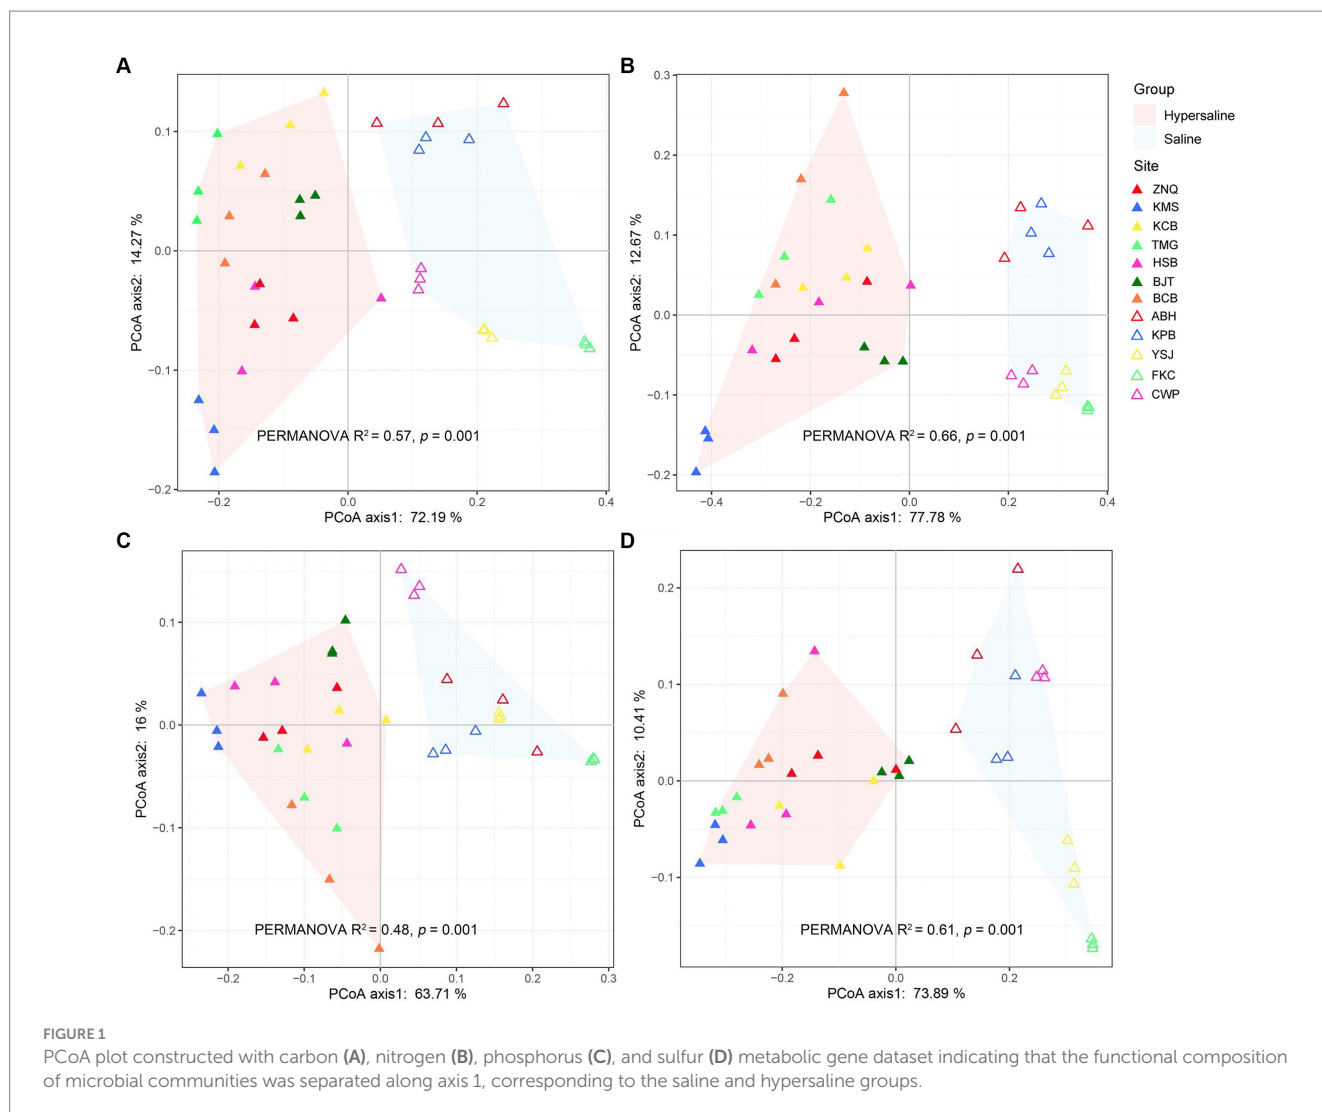 A
0.1
0.0
−0.1
−0.2
PCoA axis2: 14.27 %
−0.2
0.0
0.2
0.4
PCoA axis1: 72.19 %
PERMANOVA R² = 0.57, p = 0.001
B
0.3
0.2
0.1
0.0
−0.1
−0.2
PCoA axis2: 12.67 %
−0.4
−0.2
0.0
0.2
0.4
PCoA axis1: 77.78 %
PERMANOVA R² = 0.66, p = 0.001
Group
Hypersaline
Saline
Site
ZNQ
KMS
KCB
TMG
HSB
BJT
BCB
ABH
KPB
YSJ
FKC
CWP
C
0.1
0.0
−0.1
−0.2
PCoA axis2: 16 %
−0.2
−0.1
0.0
0.1
0.2
0.3
PCoA axis1: 63.71 %
PERMANOVA R² = 0.48, p = 0.001
D
0.2
0.1
0.0
−0.1
PCoA axis2: 10.41 %
−0.2
0.0
0.2
PCoA axis1: 73.89 %
PERMANOVA R² = 0.61, p = 0.001
FIGURE 1
PCoA plot constructed with carbon (A), nitrogen (B), phosphorus (C), and sulfur (D) metabolic gene dataset indicating that the functional composition
of microbial communities was separated along axis 1, corresponding to the saline and hypersaline groups.